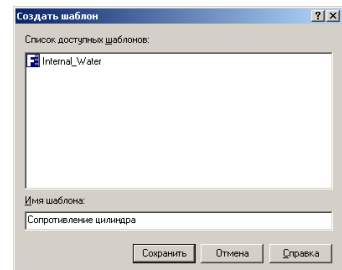 Создать шаблон
Список доступных шаблонов:
Internal_Water
Имя шаблона:
Сопротивление цилиндра
Сохранить Отмена Справка